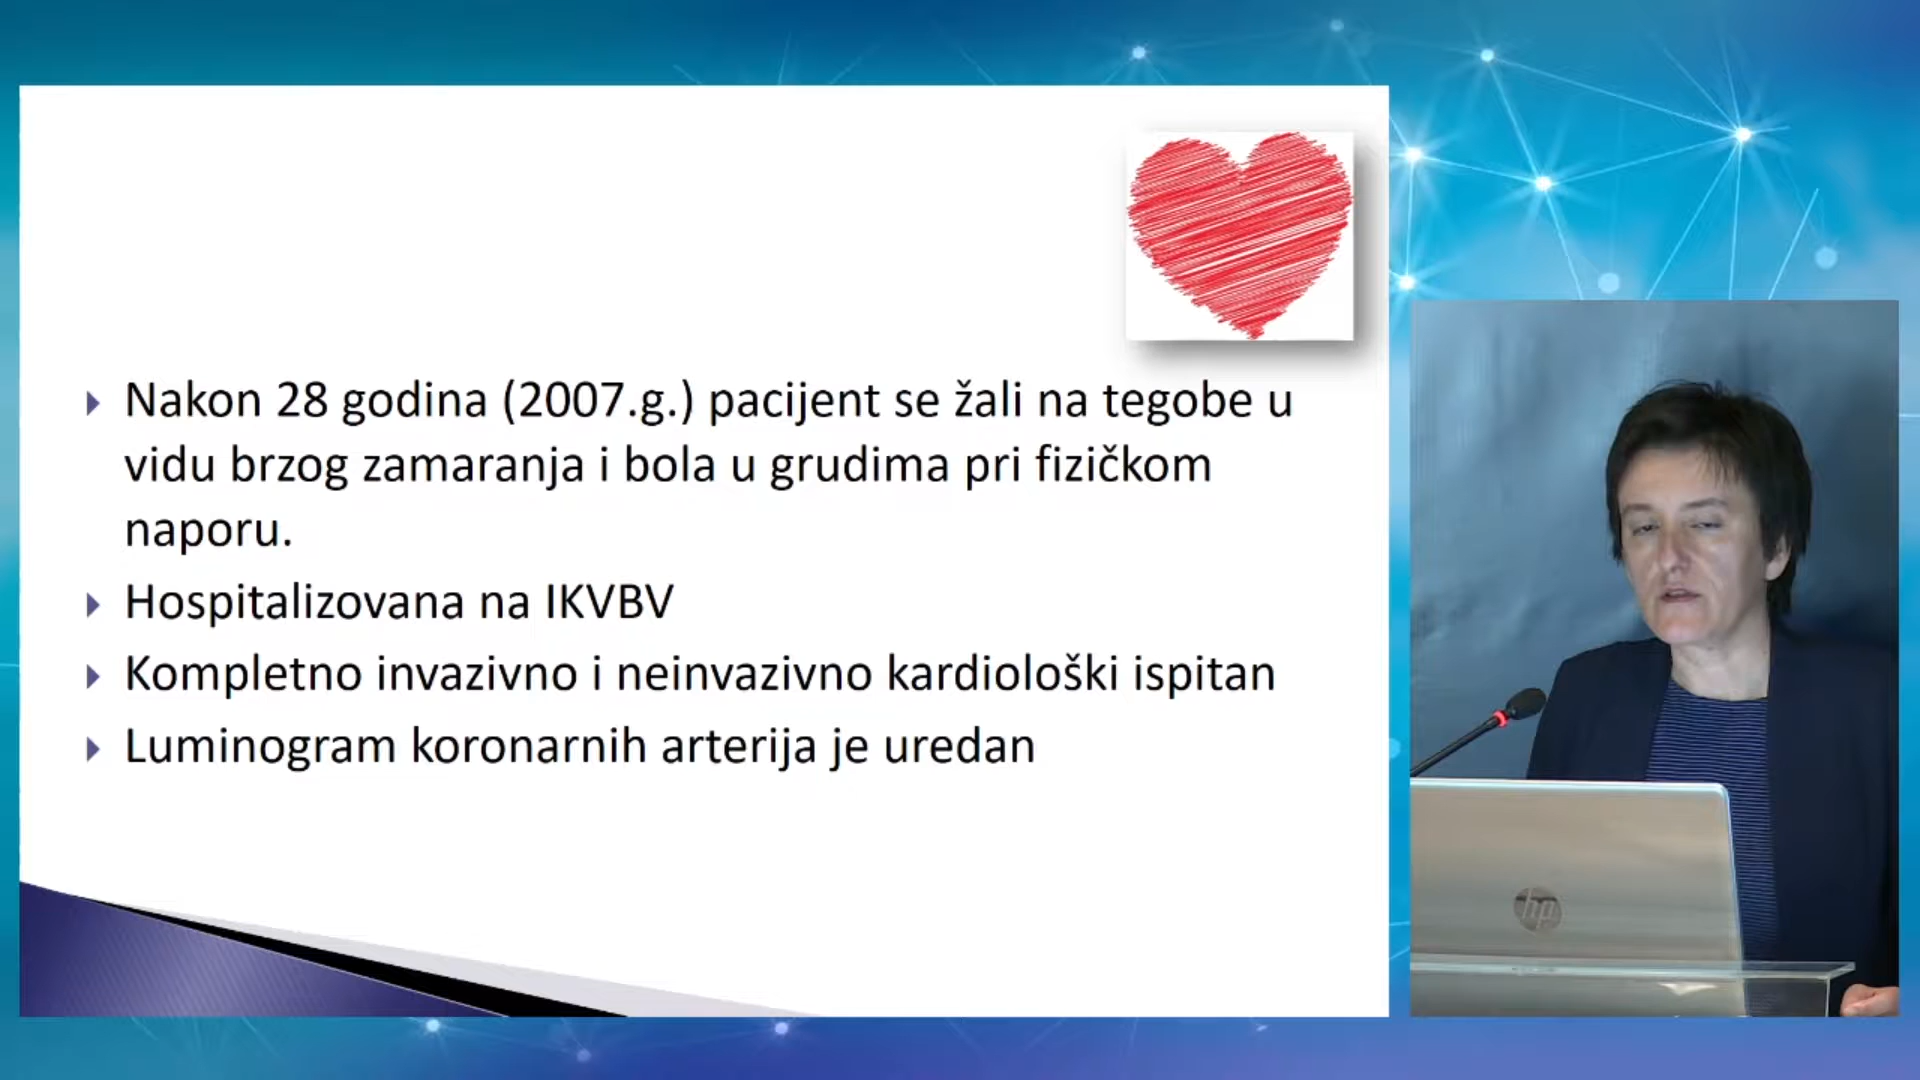 Nakon 28 godina (2007.g.) pacijent se žali na tegobe u
vidu brzog zamaranja i bola u grudima pri fizičkom
naporu.
Hospitalizovana na IKVBV
Kompletno invazivno i neinvazivno kardiološki ispitan
Luminogram koronarnih arterija je uredan
hp